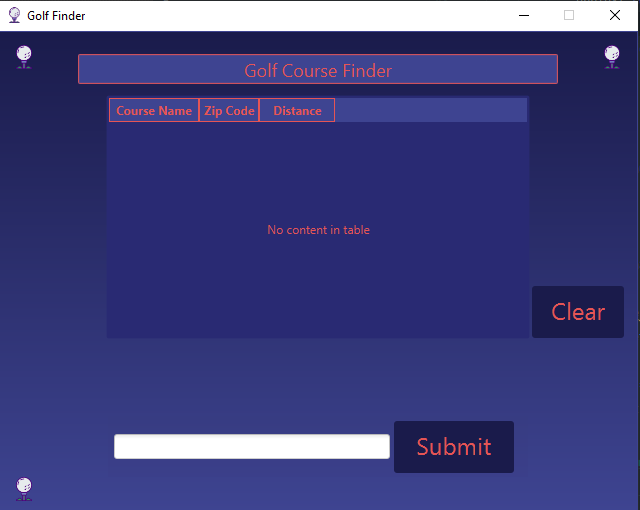 Golf Finder
Golf Course Finder
Course Name Zip Code Distance
No content in table
Clear
Submit